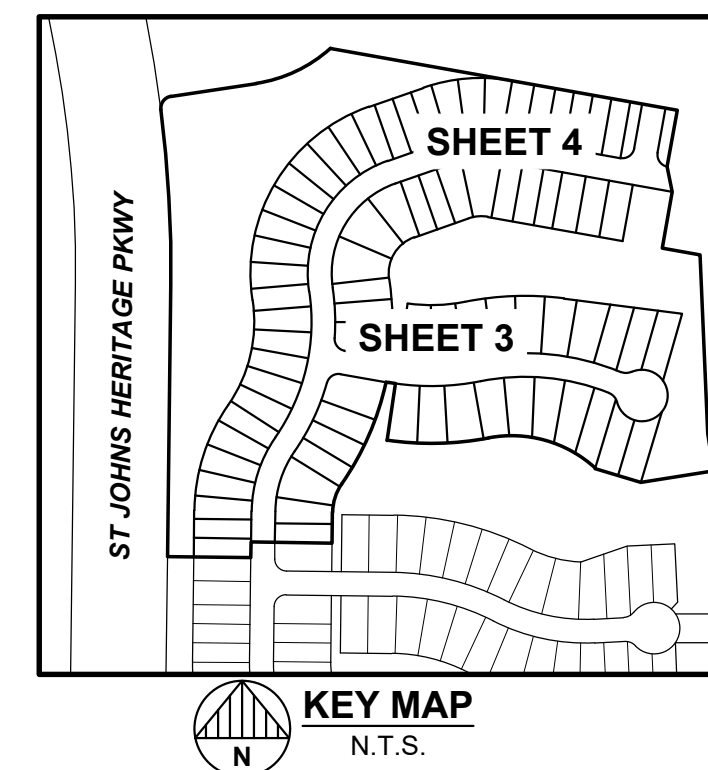 SHEET 4
ST JOHNS HERITAGE PKWY
SHEET 3
KEY MAP
N.T.S.
N